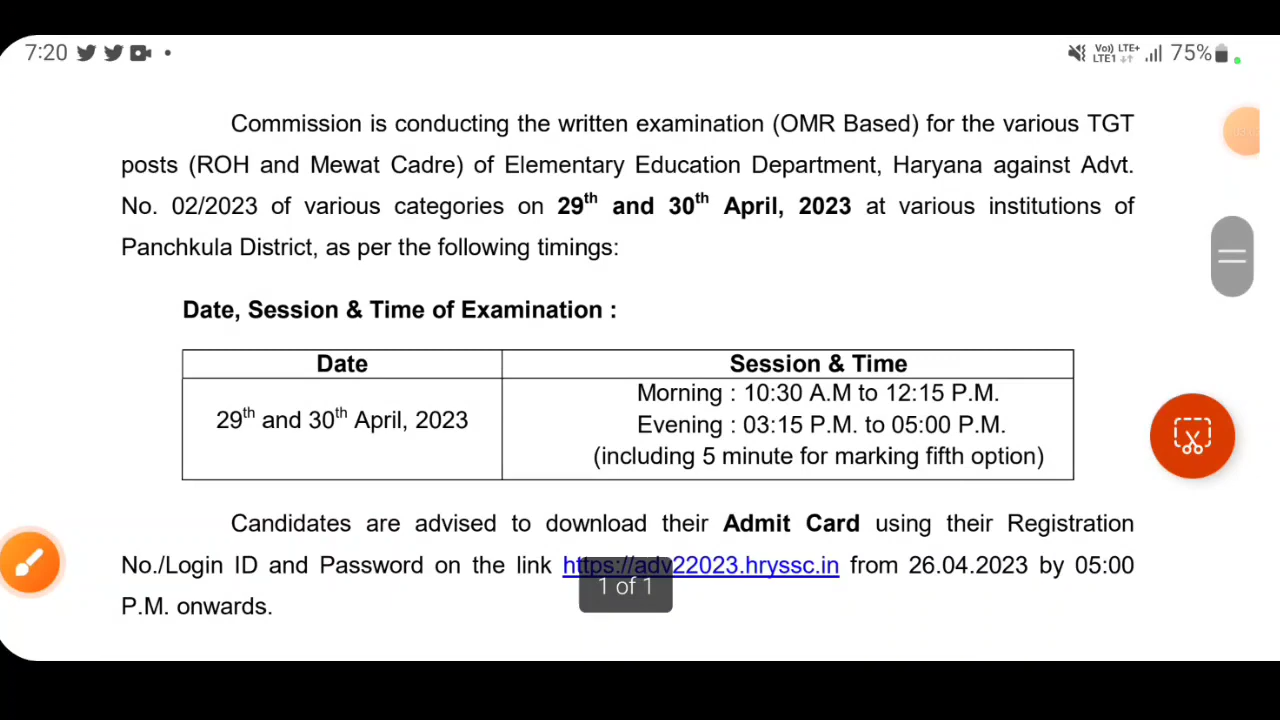 7:20
Vo)) LTE+
LTE1
75%
Commission is conducting the written examination (OMR Based) for the various TGT
posts (ROH and Mewat Cadre) of Elementary Education Department, Haryana against Advt.
No. 02/2023 of various categories on 29th and 30th April, 2023 at various institutions of
Panchkula District, as per the following timings:
Date, Session & Time of Examination :
Date
Session & Time
29th and 30th April, 2023
Morning : 10:30 A.M to 12:15 P.M.
Evening : 03:15 P.M. to 05:00 P.M.
(including 5 minute for marking fifth option)
Candidates are advised to download their Admit Card using their Registration
No./Login ID and Password on the link https://adv22023.hryssc.in from 26.04.2023 by 05:00
P.M. onwards.
1 of 1